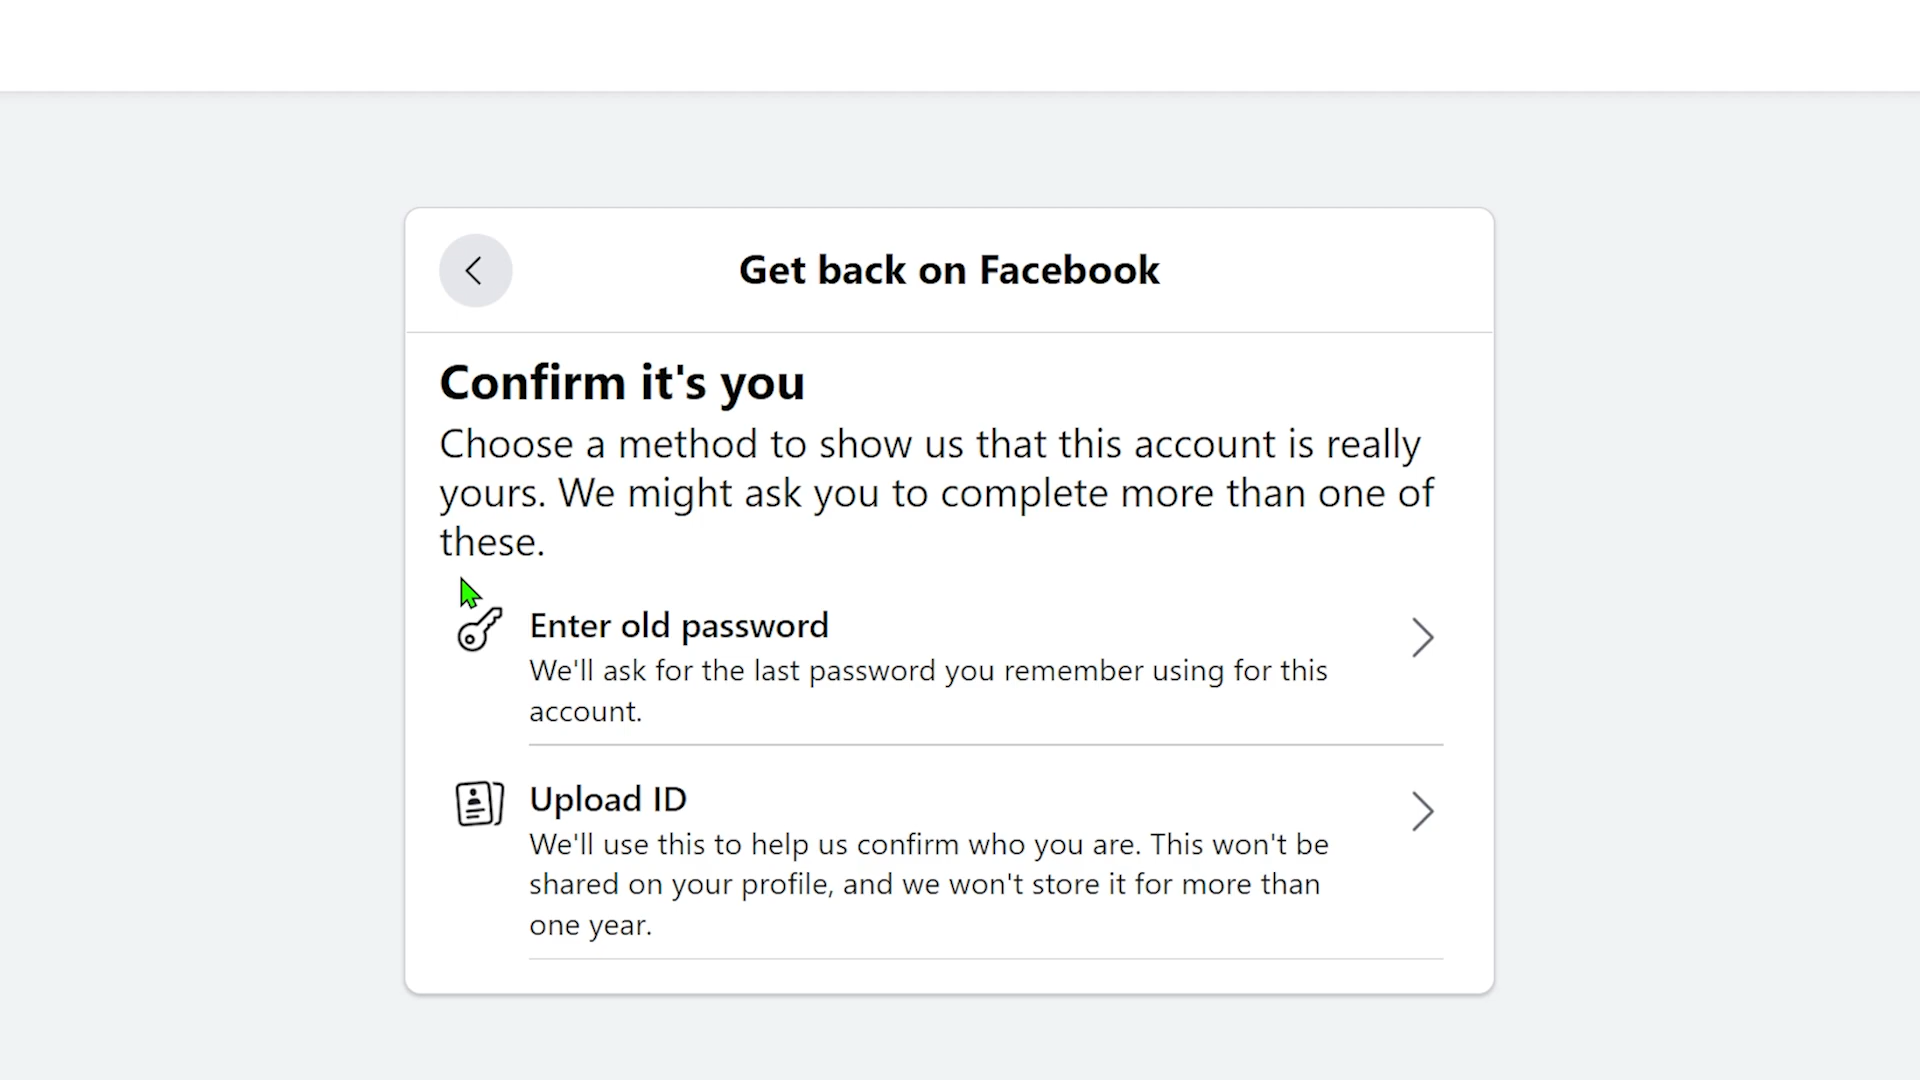 Get back on Facebook
Confirm it's you
Choose a method to show us that this account is really
yours. We might ask you to complete more than one of
these.
Enter old password
We'll ask for the last password you remember using for this
account.
Upload ID
We'll use this to help us confirm who you are. This won't be
shared on your profile, and we won't store it for more than
one year.